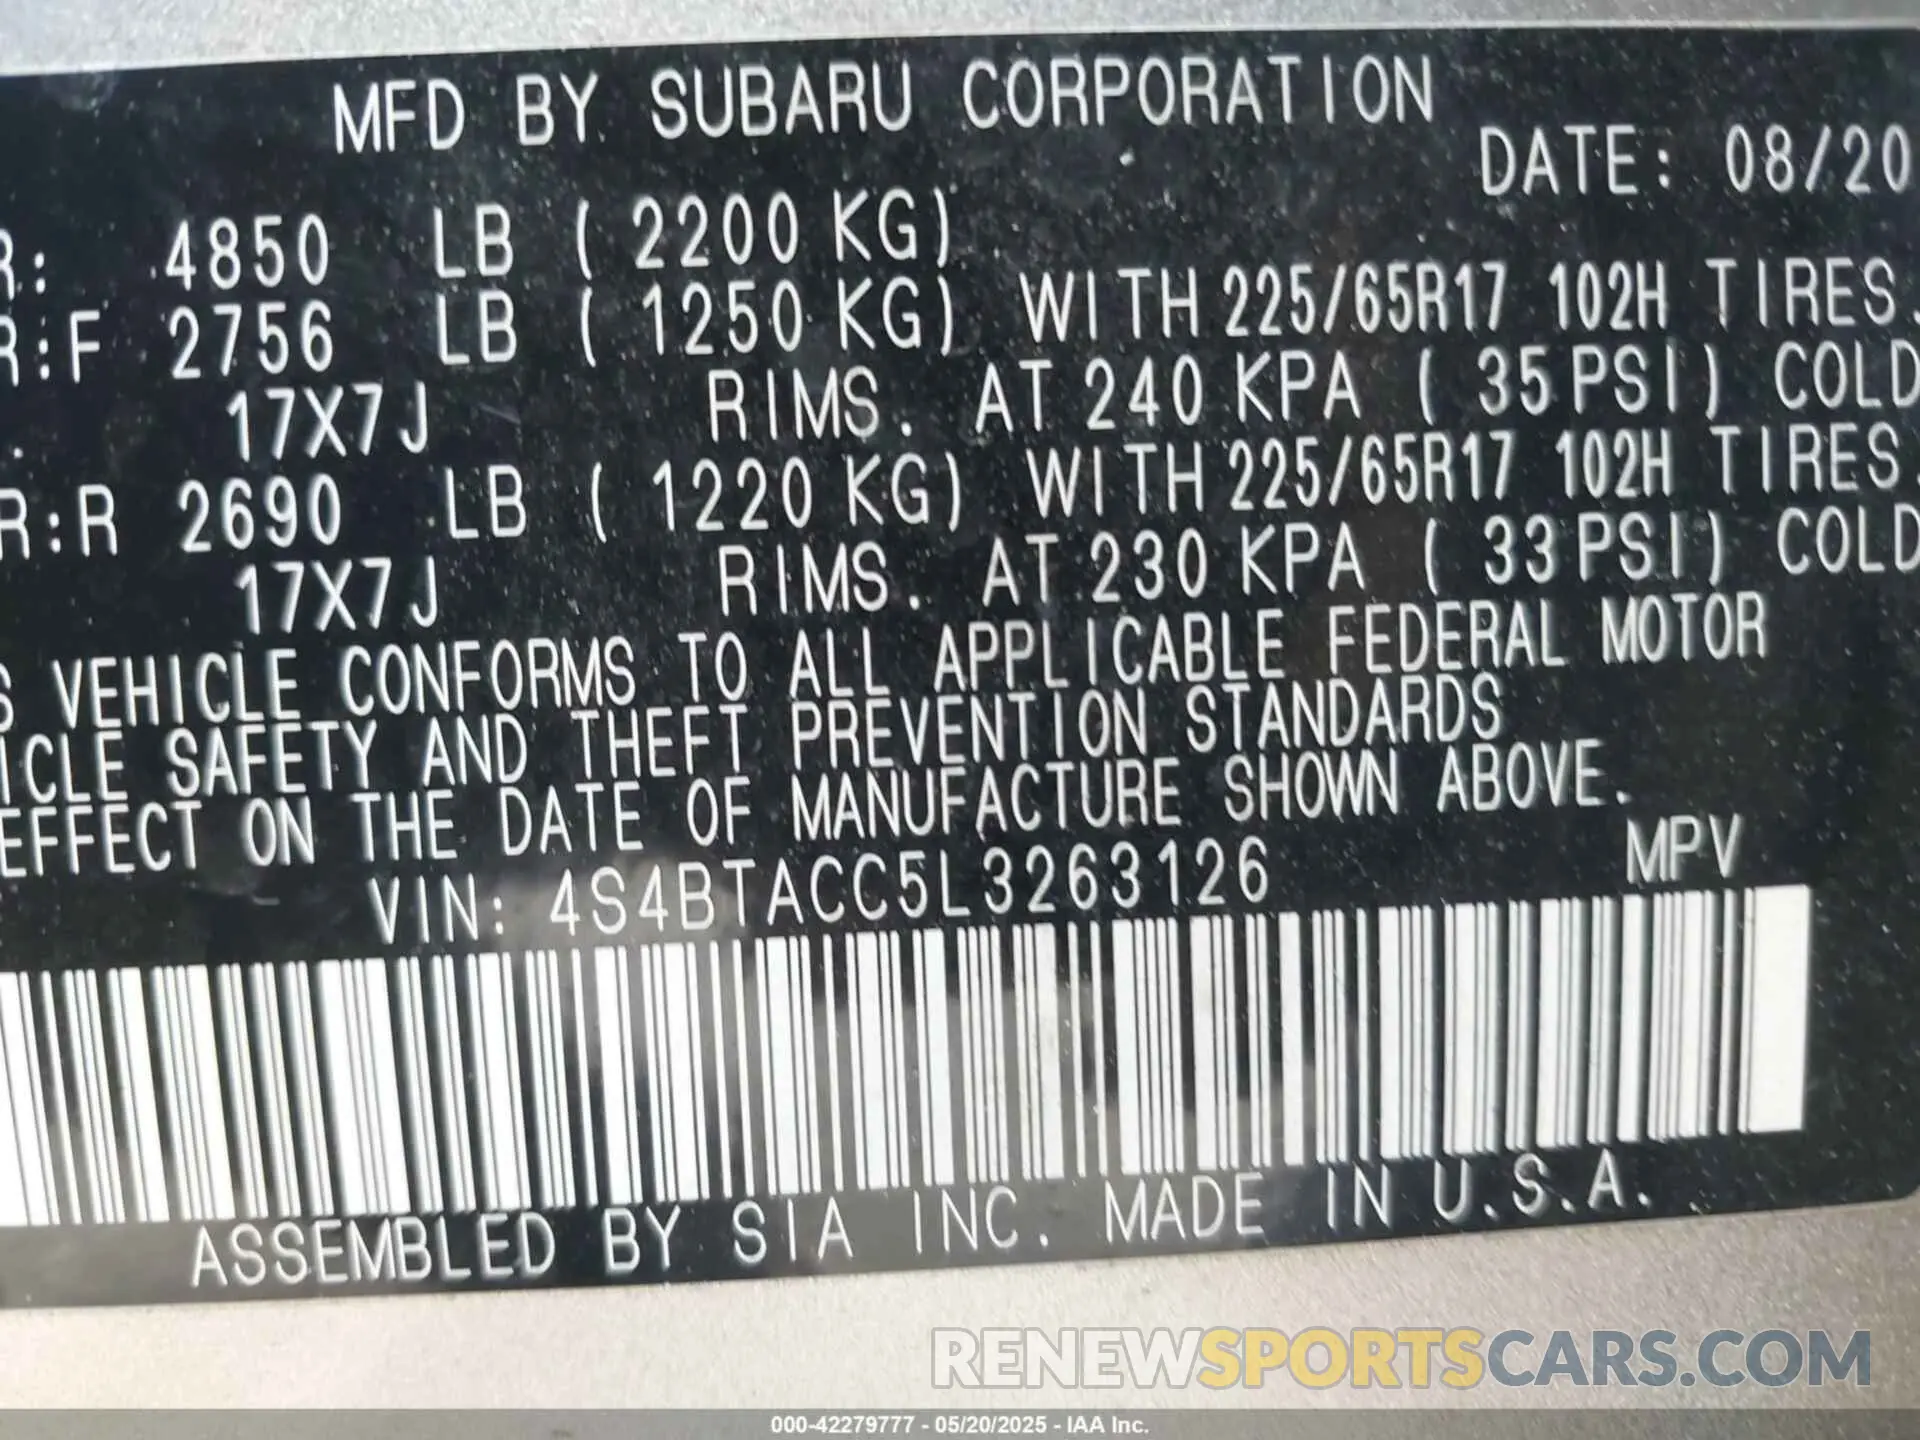 MFD BY SUBARU CORPORATION
DATE: 08/20
R: 4850 LB ( 2200 KG)
R:F 2756 LB ( 1250 KG) WITH 225/65R17 102H TIRES.
. 17X7J RIMS. AT 240 KPA ( 35 PSI) COLD
R:R 2690 LB ( 1220 KG) WITH 225/65R17 102H TIRES.
17X7J RIMS. AT 230 KPA ( 33 PSI) COLD
S VEHICLE CONFORMS TO ALL APPLICABLE FEDERAL MOTOR
ICLE SAFETY AND THEFT PREVENTION STANDARDS
EFFECT ON THE DATE OF MANUFACTURE SHOWN ABOVE.
VIN: 4S4BTACC5L3263126 MPV
ASSEMBLED BY SIA INC. MADE IN U.S.A.
RENEWSPORTSCARS.COM
000-42279777 - 05/20/2025 - IAA Inc.